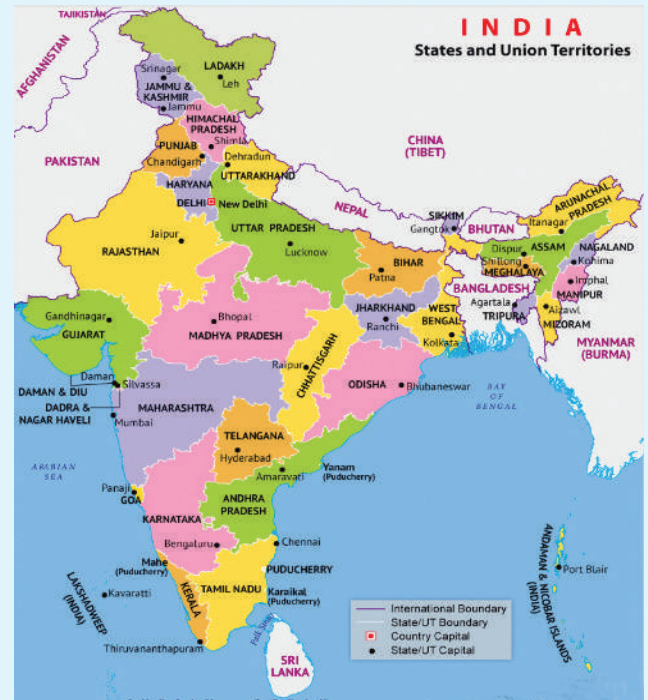 INDIA
States and Union Territories
TAJIKISTAN
AFGHANISTAN
PAKISTAN
CHINA
(TIBET)
NEPAL
BHUTAN
BANGLADESH
MYANMAR
(BURMA)
SRI
LANKA
LADAKH
Leh
Srinagar
JAMMU &
KASHMIR
Jammu
HIMACHAL
PRADESH
Shimla
PUNJAB
Chandigarh
Dehradun
UTTARAKHAND
HARYANA
DELHI
New Delhi
UTTAR PRADESH
Lucknow
Jaipur
RAJASTHAN
BIHAR
Patna
SIKKIM
Gangtok
ARUNACHAL
PRADESH
Itanagar
Dispur
ASSAM
NAGALAND
Kohima
Shillong
MEGHALAYA
Imphal
MANIPUR
Agartala
TRIPURA
Aizawl
MIZORAM
Gandhinagar
GUJARAT
Bhopal
MADHYA PRADESH
JHARKHAND
Ranchi
WEST
BENGAL
Kolkata
Raipur
CHHATTISGARH
ODISHA
Bhubaneswar
Daman
Silvassa
DAMAN & DIU
DADRA &
NAGAR HAVELI
MAHARASHTRA
Mumbai
TELANGANA
Hyderabad
Amaravati
Yanam
(Puducherry)
ANDHRA
PRADESH
Panaji
GOA
KARNATAKA
Bengaluru
Chennai
Mahe
(Puducherry)
PUDUCHERRY
TAMIL NADU
Karaikal
(Puducherry)
KERALA
Thiruvananthapuram
Kavaratti
LAKSHADWEEP
(INDIA)
ANDAMAN & NICOBAR ISLANDS
(INDIA)
Port Blair
ARABIAN
SEA
BAY
OF
BENGAL
Palk Strait
International Boundary
State/UT Boundary
Country Capital
State/UT Capital